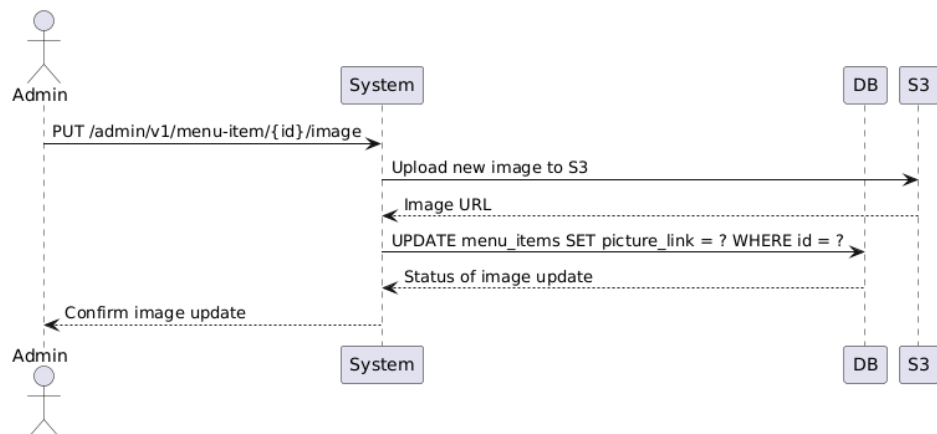 Admin
System
DB
S3
PUT /admin/v1/menu-item/{id}/image
Upload new image to S3
Image URL
UPDATE menu_items SET picture_link = ? WHERE id = ?
Status of image update
Confirm image update
Admin
System
DB
S3